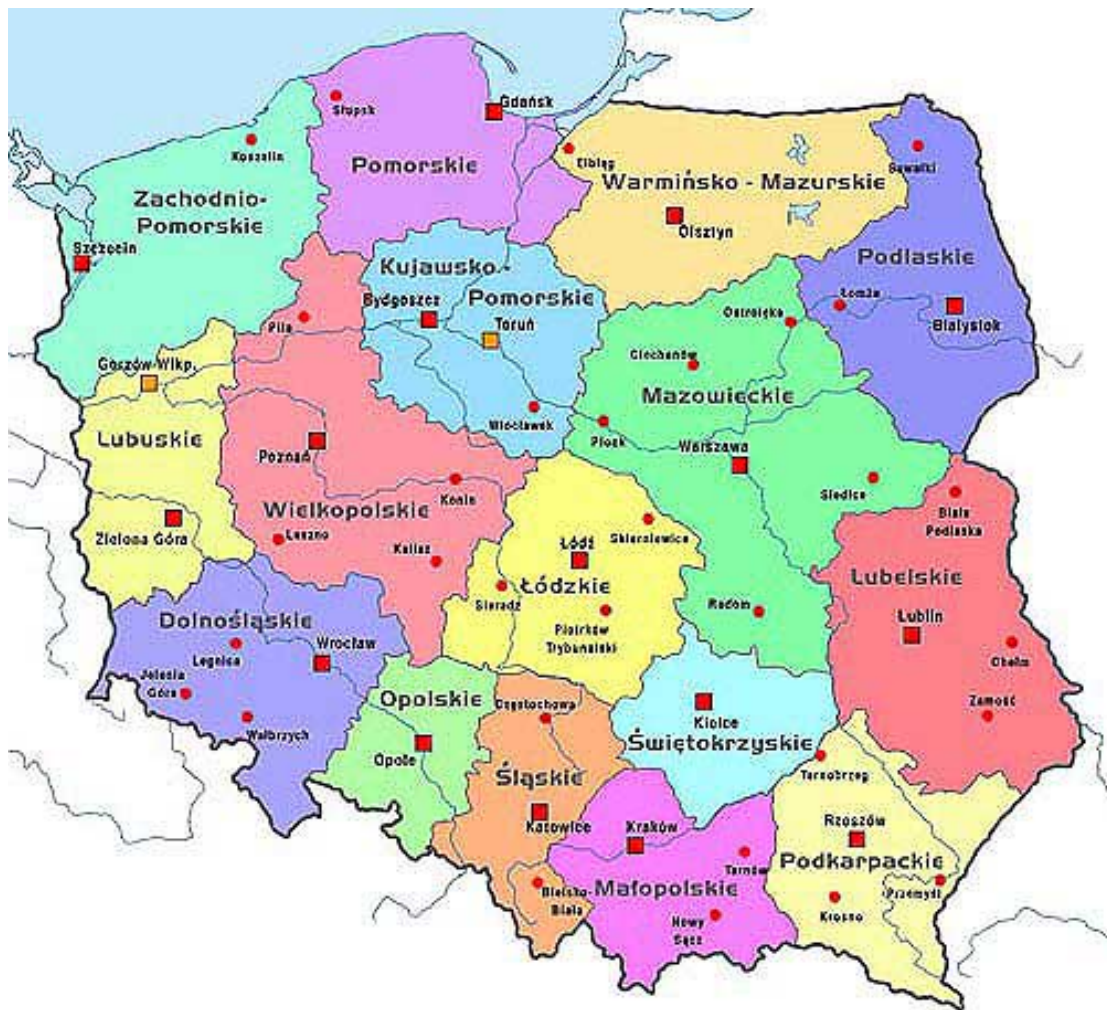 Słupsk
Gdańsk
Koszalin
Pomorskie
Elbląg
Suwałki
Zachodnio-
Pomorskie
Warmińsko - Mazurskie
Olsztyn
Szczecin
Podlaskie
Kujawsko -
Pomorskie
Bydgoszcz
Toruń
Łomża
Białystok
Piła
Ostrołęka
Ciechanów
Gorzów Wlkp.
Mazowieckie
Włocławek
Płock
Lubuskie
Poznań
Warszawa
Konin
Siedlce
Wielkopolskie
Biała
Podlaska
Zielona Góra
Leszno
Skierniewice
Kalisz
Łódź
Lubelskie
Sieradz
Łódzkie
Radom
Dolnośląskie
Piotrków
Trybunalski
Lublin
Wrocław
Legnica
Chełm
Jelenia
Góra
Opolskie
Częstochowa
Zamość
Wałbrzych
Kielce
Świętokrzyskie
Opole
Śląskie
Tarnobrzeg
Katowice
Kraków
Rzeszów
Tarnów
Podkarpackie
Małopolskie
Bielsko-
Biała
Przemyśl
Krosno
Nowy
Sącz